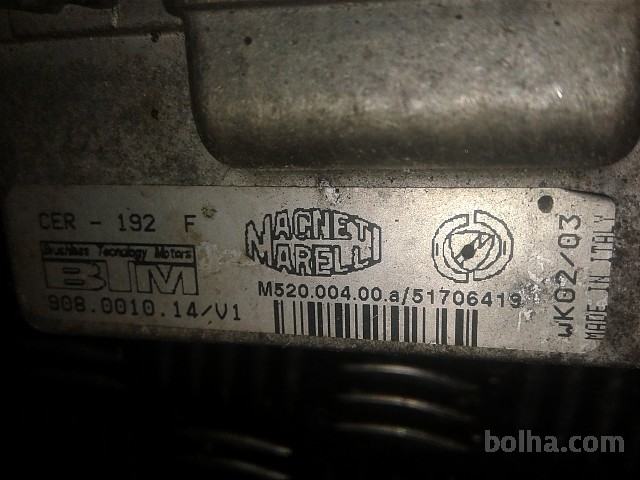 CER - 192 F
Brushless Tecnology Motors
BTM
908.0010.14/V1
MAGNETI
MARELLI
M520.004.00.a/51706419
WK02/03
MADE IN ITALY
bolha.com